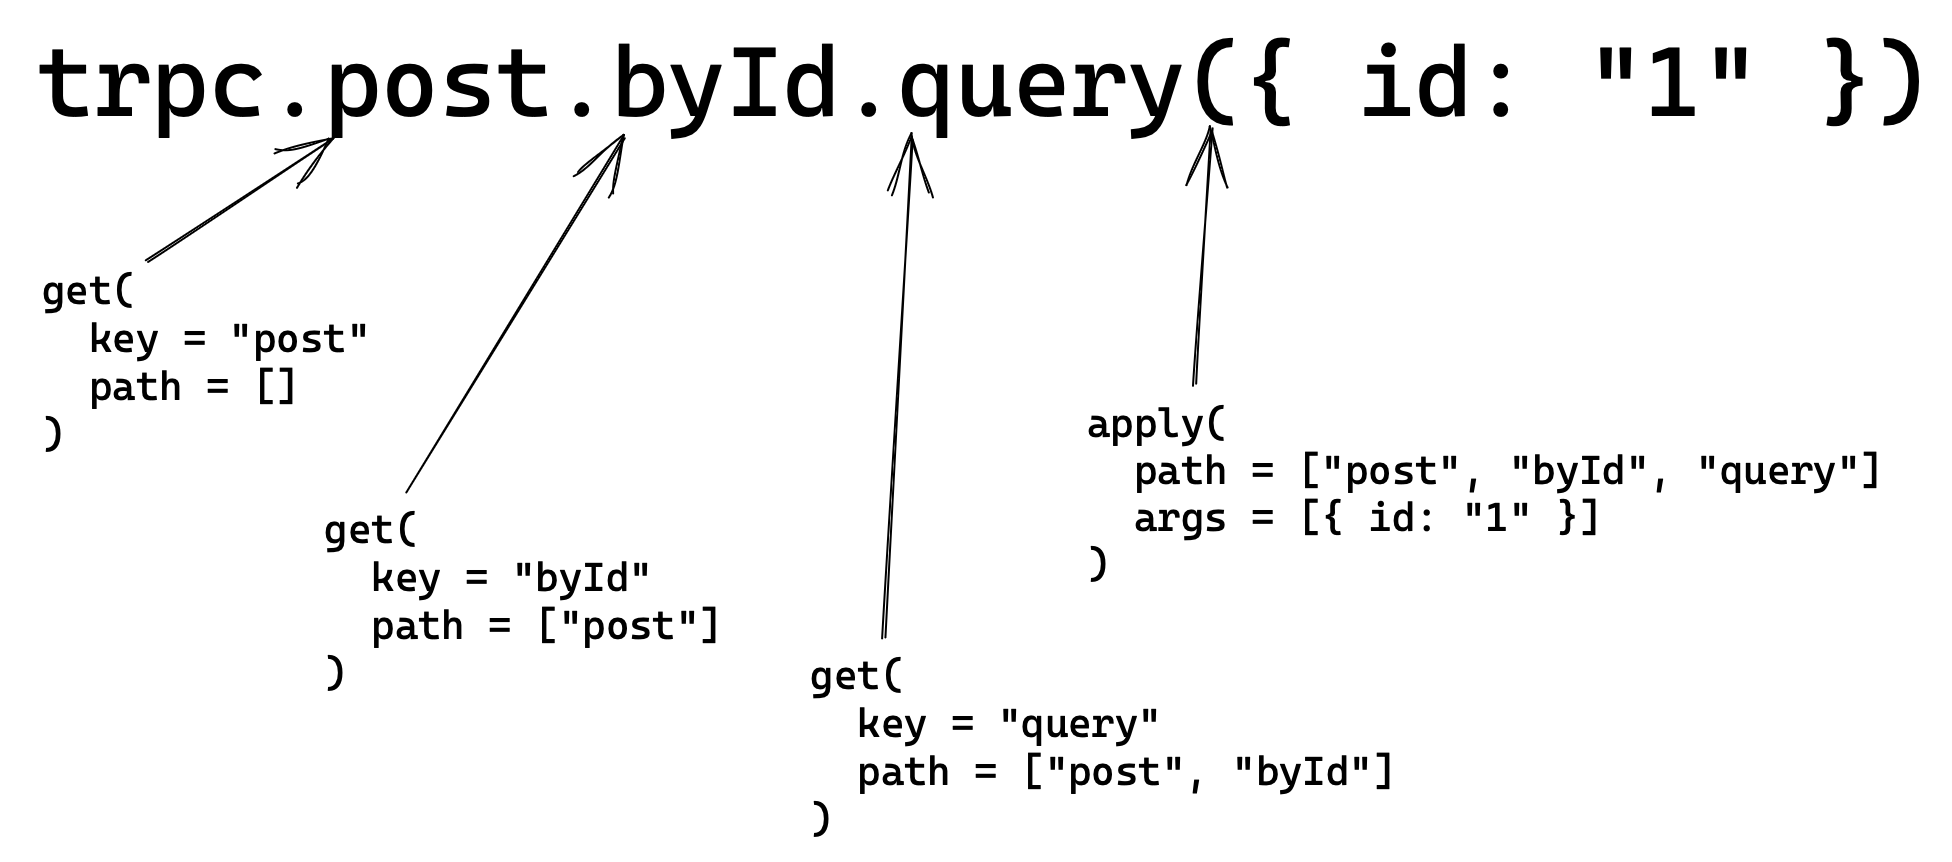 trpc.post.byId.query({ id: "1" })
get(
  key = "post"
  path = []
)
get(
  key = "byId"
  path = ["post"]
)
get(
  key = "query"
  path = ["post", "byId"]
)
apply(
  path = ["post", "byId", "query"]
  args = [{ id: "1" }]
)